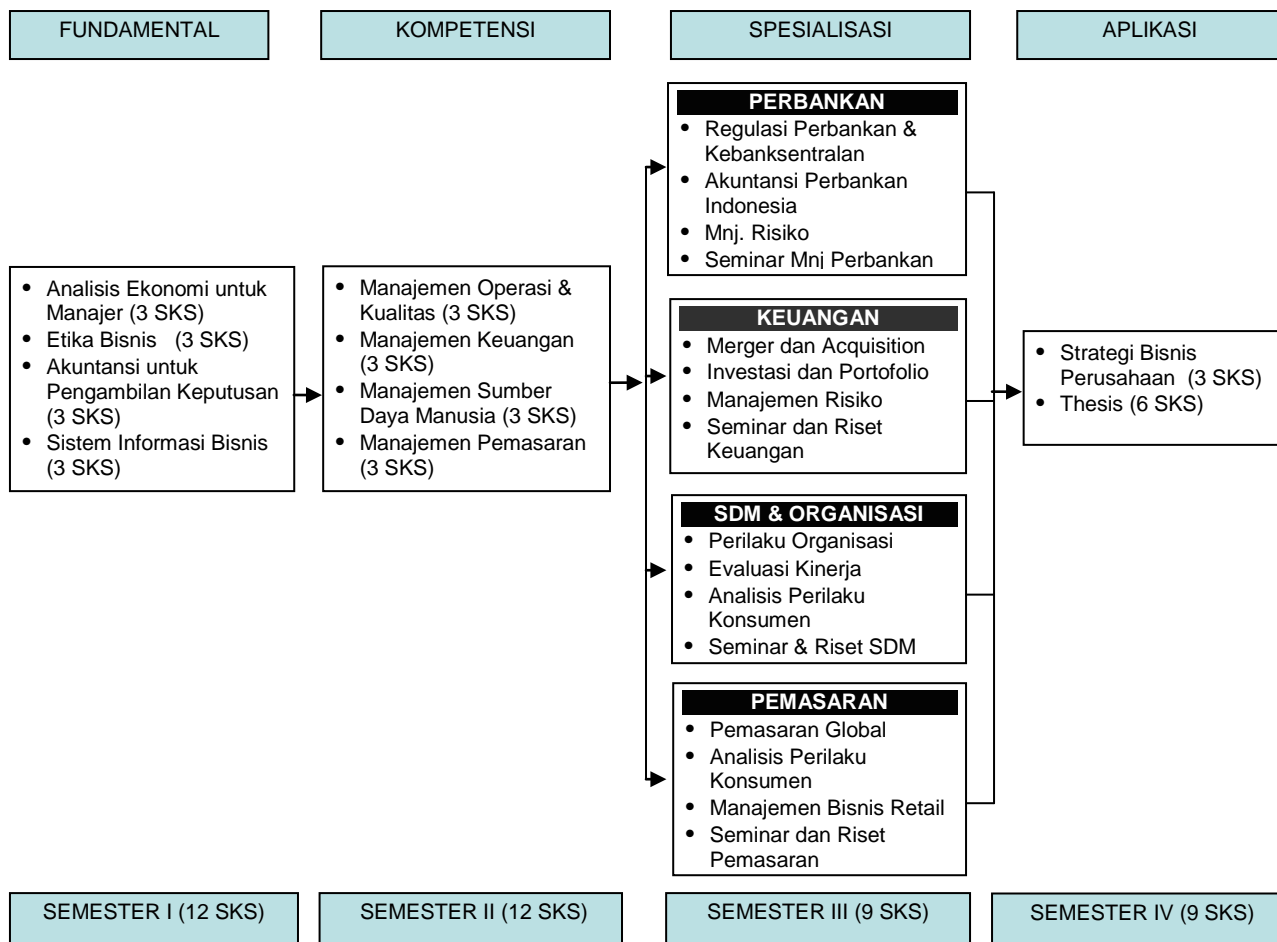 FUNDAMENTAL
KOMPETENSI
SPESIALISASI
APLIKASI
• Analisis Ekonomi untuk
Manajer (3 SKS)
• Etika Bisnis (3 SKS)
• Akuntansi untuk
Pengambilan Keputusan
(3 SKS)
• Sistem Informasi Bisnis
(3 SKS)
• Manajemen Operasi &
Kualitas (3 SKS)
• Manajemen Keuangan
(3 SKS)
• Manajemen Sumber
Daya Manusia (3 SKS)
• Manajemen Pemasaran
(3 SKS)
PERBANKAN
• Regulasi Perbankan &
Kebanksentralan
• Akuntansi Perbankan
Indonesia
• Mnj. Risiko
• Seminar Mnj Perbankan
KEUANGAN
• Merger dan Acquisition
• Investasi dan Portofolio
• Manajemen Risiko
• Seminar dan Riset
Keuangan
SDM & ORGANISASI
• Perilaku Organisasi
• Evaluasi Kinerja
• Analisis Perilaku
Konsumen
• Seminar & Riset SDM
PEMASARAN
• Pemasaran Global
• Analisis Perilaku
Konsumen
• Manajemen Bisnis Retail
• Seminar dan Riset
Pemasaran
• Strategi Bisnis
Perusahaan (3 SKS)
• Thesis (6 SKS)
SEMESTER I (12 SKS)
SEMESTER II (12 SKS)
SEMESTER III (9 SKS)
SEMESTER IV (9 SKS)